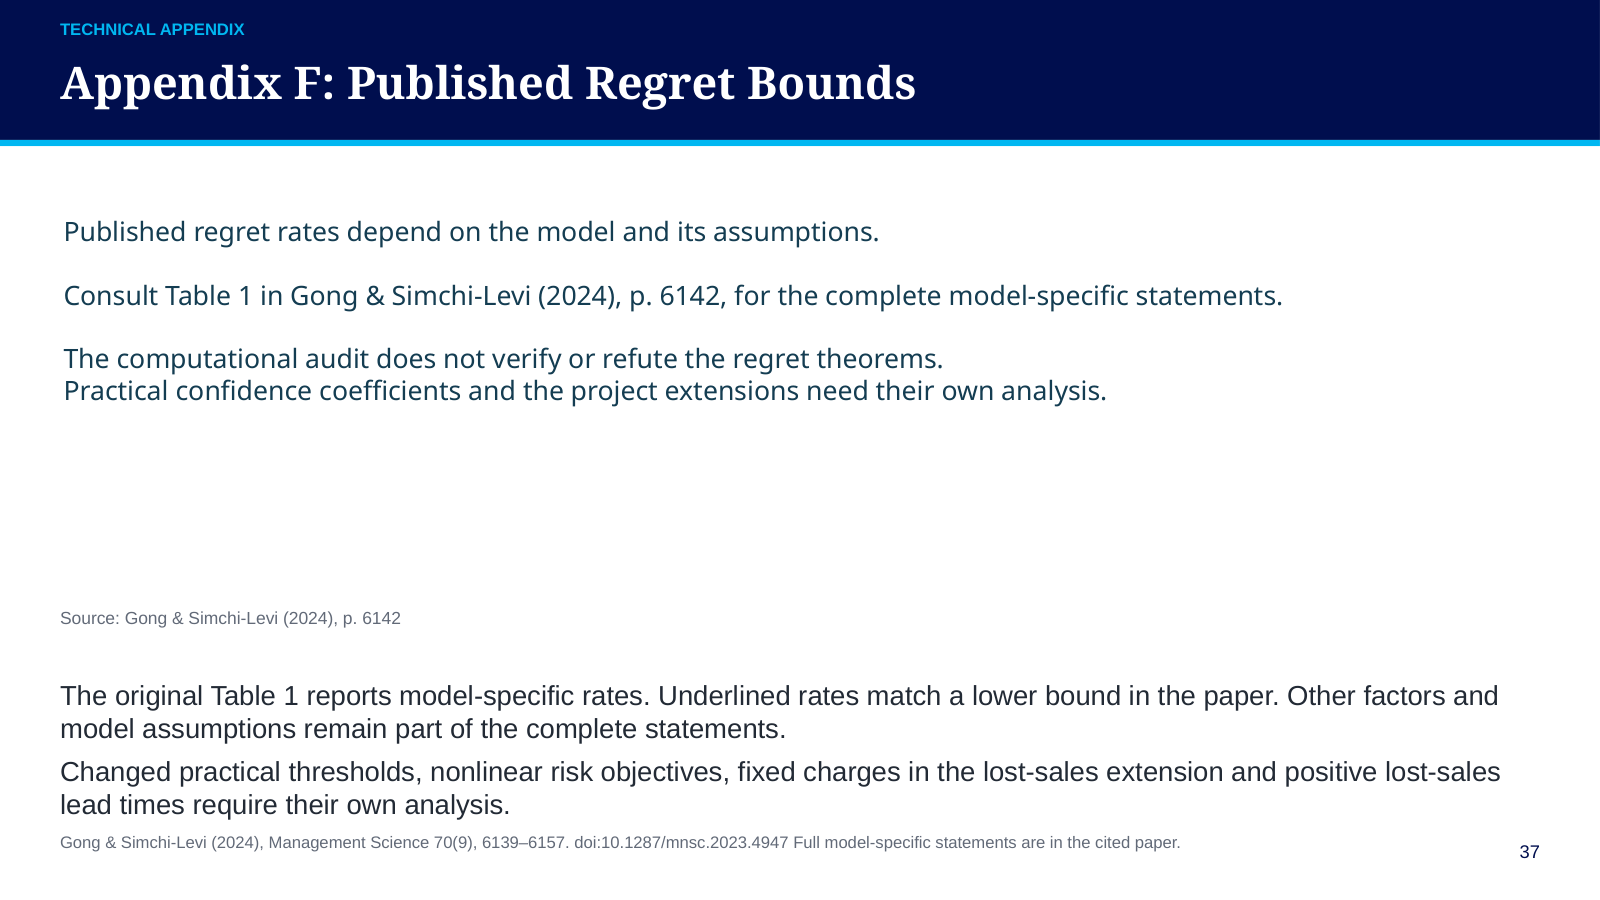 TECHNICAL APPENDIX
Appendix F: Published Regret Bounds
Published regret rates depend on the model and its assumptions.
Consult Table 1 in Gong & Simchi-Levi (2024), p. 6142, for the complete model-specific statements.
The computational audit does not verify or refute the regret theorems.
Practical confidence coefficients and the project extensions need their own analysis.
Source: Gong & Simchi-Levi (2024), p. 6142
The original Table 1 reports model-specific rates. Underlined rates match a lower bound in the paper. Other factors and
model assumptions remain part of the complete statements.
Changed practical thresholds, nonlinear risk objectives, fixed charges in the lost-sales extension and positive lost-sales
lead times require their own analysis.
Gong & Simchi-Levi (2024), Management Science 70(9), 6139–6157. doi:10.1287/mnsc.2023.4947 Full model-specific statements are in the cited paper.
37